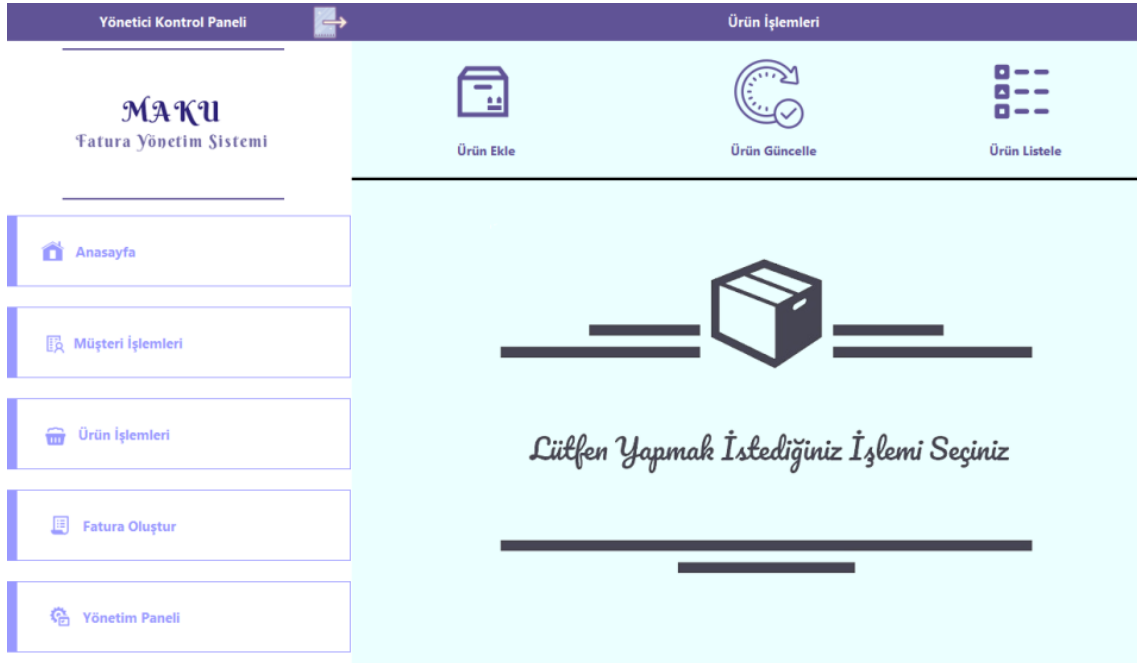 Yönetici Kontrol Paneli
Ürün İşlemleri
MAKU
Fatura Yönetim Sistemi
Anasayfa
Müşteri İşlemleri
Ürün İşlemleri
Fatura Oluştur
Yönetim Paneli
Ürün Ekle
Ürün Güncelle
Ürün Listele
Lütfen Yapmak İstediğiniz İşlemi Seçiniz